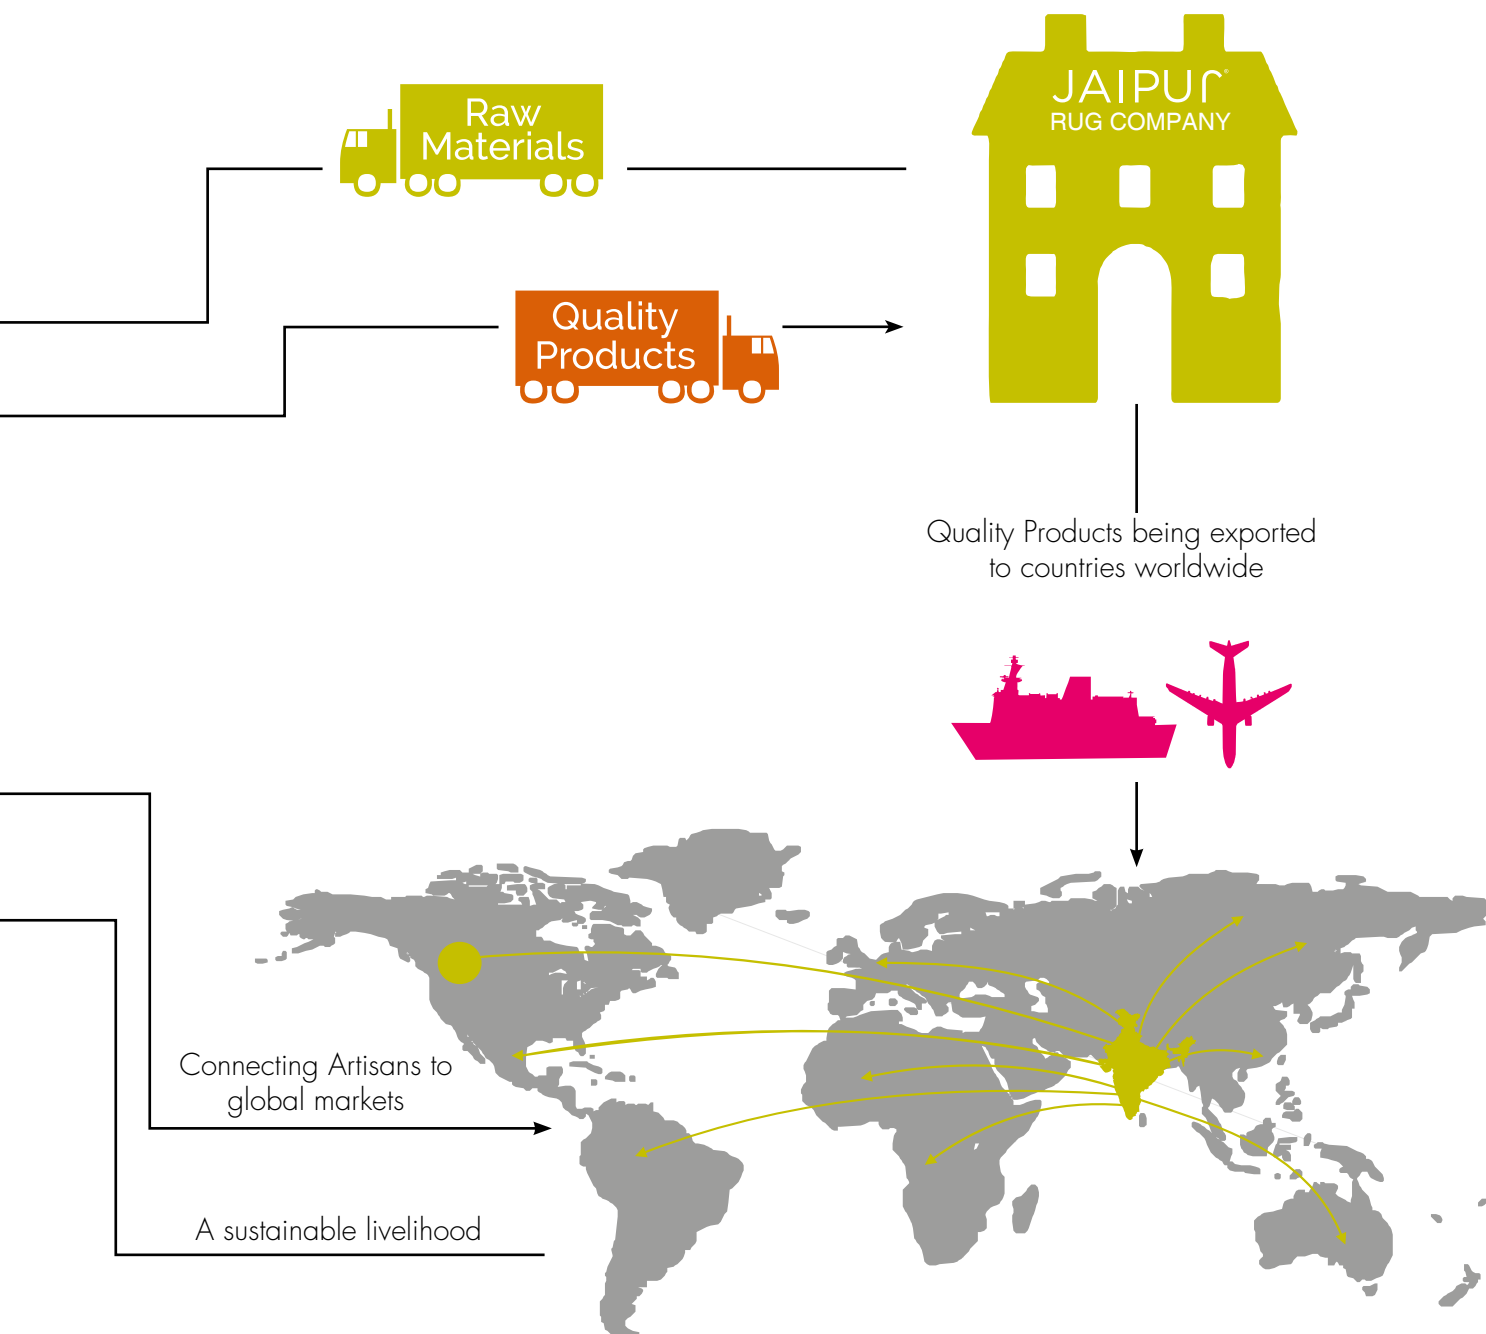 JAIPUR®
RUG COMPANY
Raw
Materials
Quality
Products
Quality Products being exported
to countries worldwide
Connecting Artisans to
global markets
A sustainable livelihood